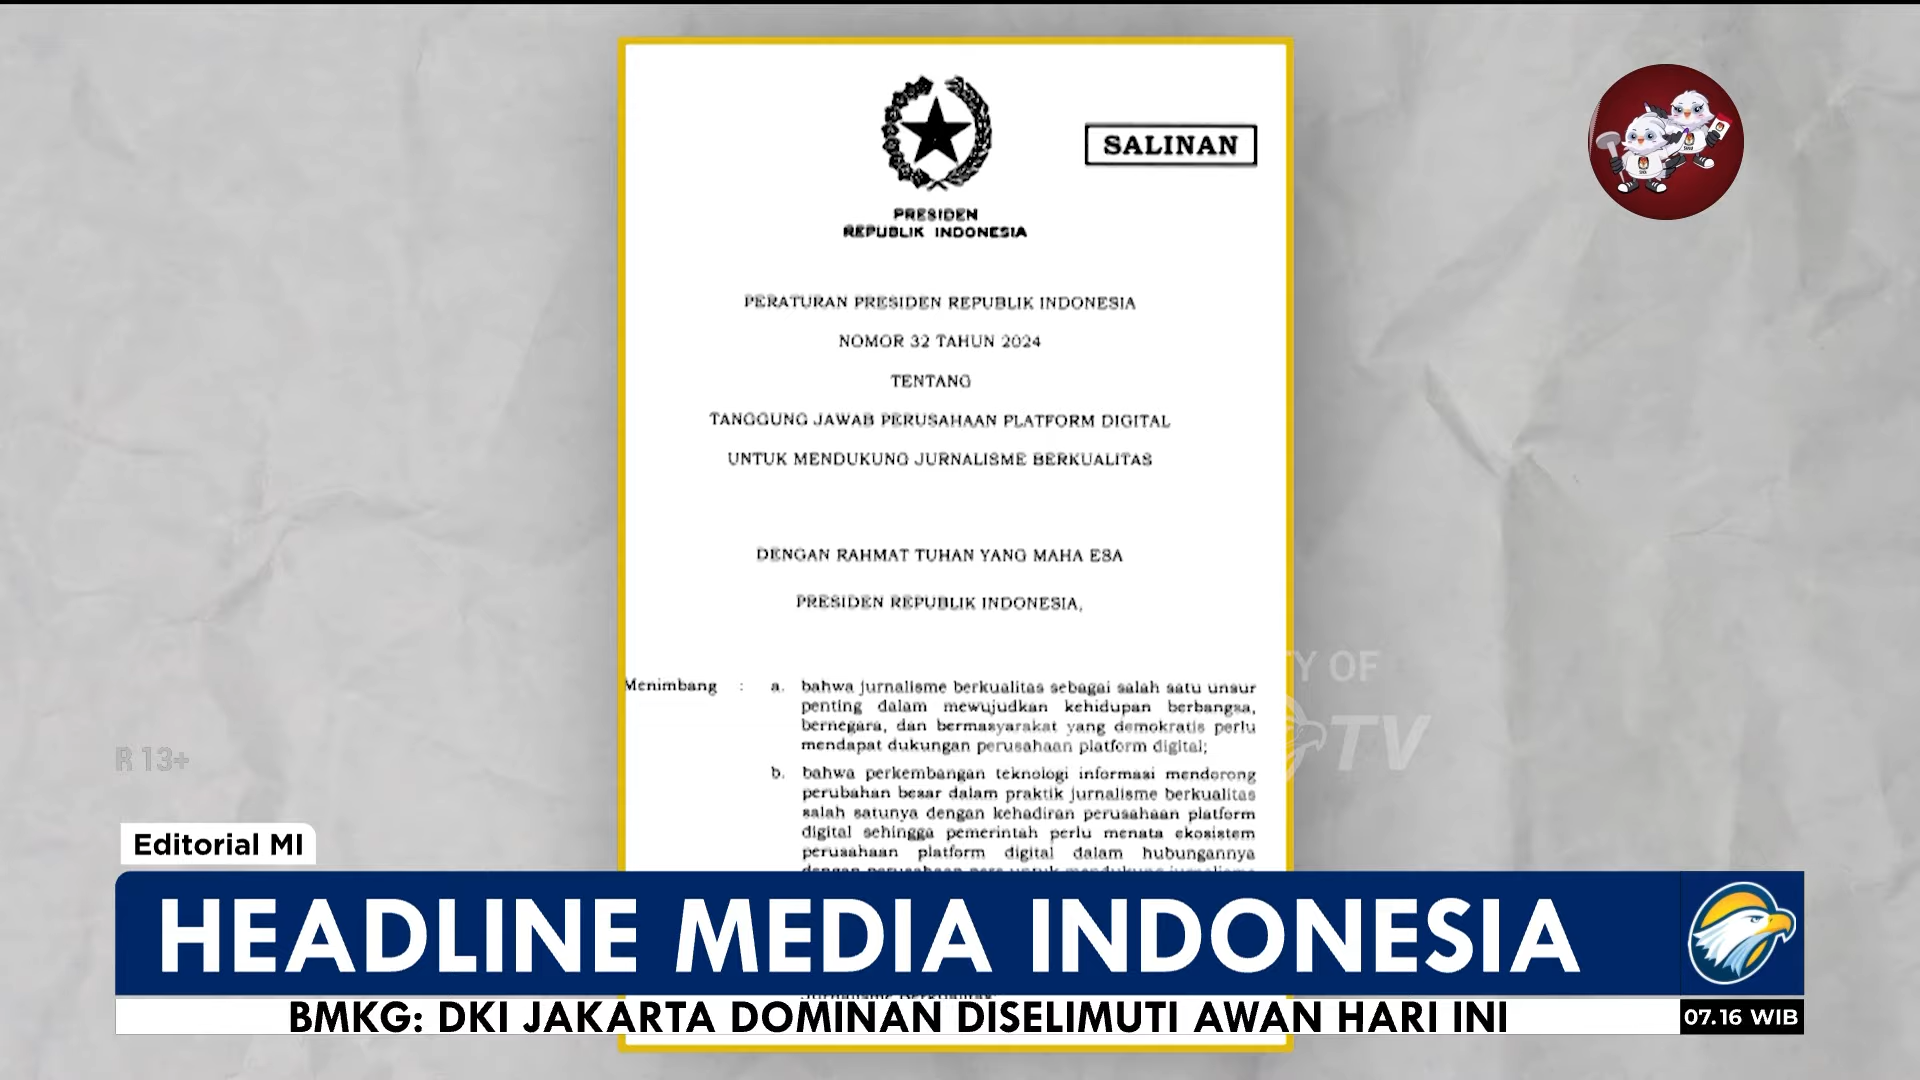 SALINAN
PRESIDEN
REPUBLIK INDONESIA
PERATURAN PRESIDEN REPUBLIK INDONESIA
NOMOR 32 TAHUN 2024
TENTANG
TANGGUNG JAWAB PERUSAHAAN PLATFORM DIGITAL
UNTUK MENDUKUNG JURNALISME BERKUALITAS
DENGAN RAHMAT TUHAN YANG MAHA ESA
PRESIDEN REPUBLIK INDONESIA,
Menimbang : a. bahwa jurnalisme berkualitas sebagai salah satu unsur
penting dalam mewujudkan kehidupan berbangsa,
bernegara, dan bermasyarakat yang demokratis perlu
mendapat dukungan perusahaan platform digital;
b. bahwa perkembangan teknologi informasi mendorong
perubahan besar dalam praktik jurnalisme berkualitas
salah satunya dengan kehadiran perusahaan platform
digital sehingga pemerintah perlu menata ekosistem
perusahaan platform digital dalam hubungannya
TY OF
TV
R 13+
Editorial MI
HEADLINE MEDIA INDONESIA
BMKG: DKI JAKARTA DOMINAN DISELIMUTI AWAN HARI INI
07.16 WIB